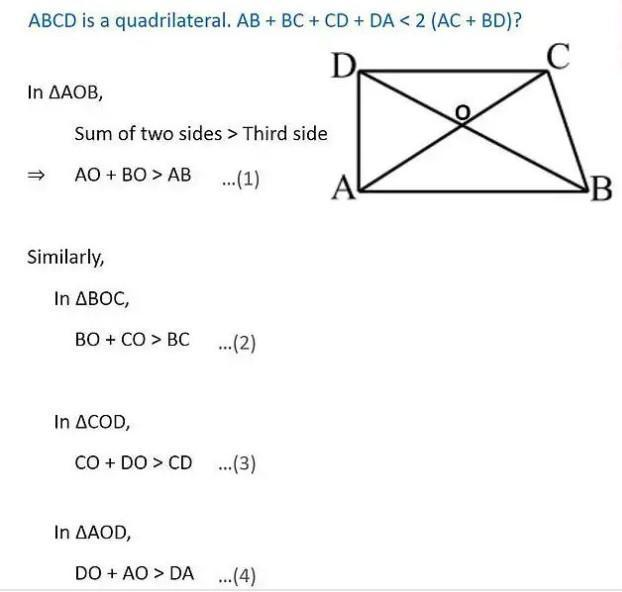 ABCD is a quadrilateral. AB + BC + CD + DA < 2 (AC + BD)?
D
C
O
A
B
In ΔAOB,
Sum of two sides > Third side
⇒ AO + BO > AB ...(1)
Similarly,
In ΔBOC,
BO + CO > BC ...(2)
In ΔCOD,
CO + DO > CD ...(3)
In ΔAOD,
DO + AO > DA ...(4)